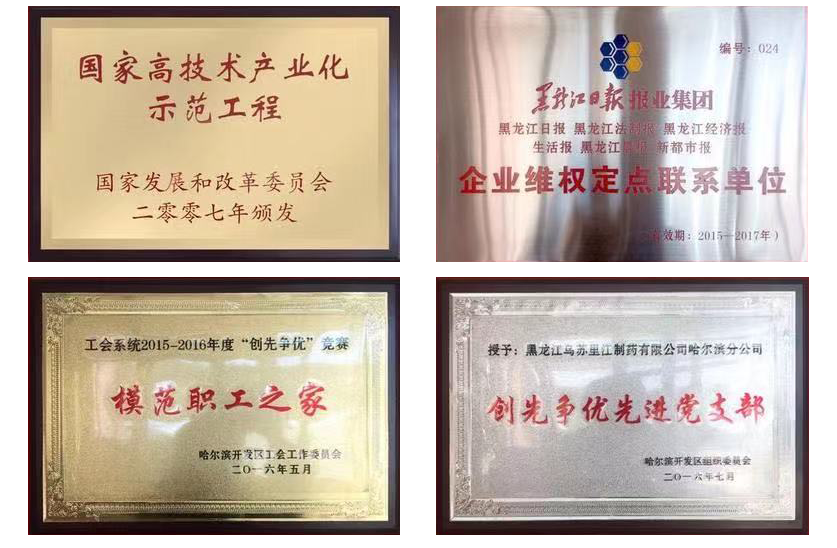 国家高技术产业化
示范工程
国家发展和改革委员会
二零零七年颁发
编号：024
黑龙江日报报业集团
黑龙江日报 黑龙江法制报 黑龙江经济报
生活报 黑龙江晨报 新都市报
企业维权定点联系单位
（有效期：2015—2017年）
工会系统2015-2016年度“创先争优”竞赛
模范职工之家
哈尔滨开发区工会工作委员会
二〇一六年五月
授予：黑龙江乌苏里江制药有限公司哈尔滨分公司
创先争优先进党支部
哈尔滨开发区组织委员会
二〇一六年七月